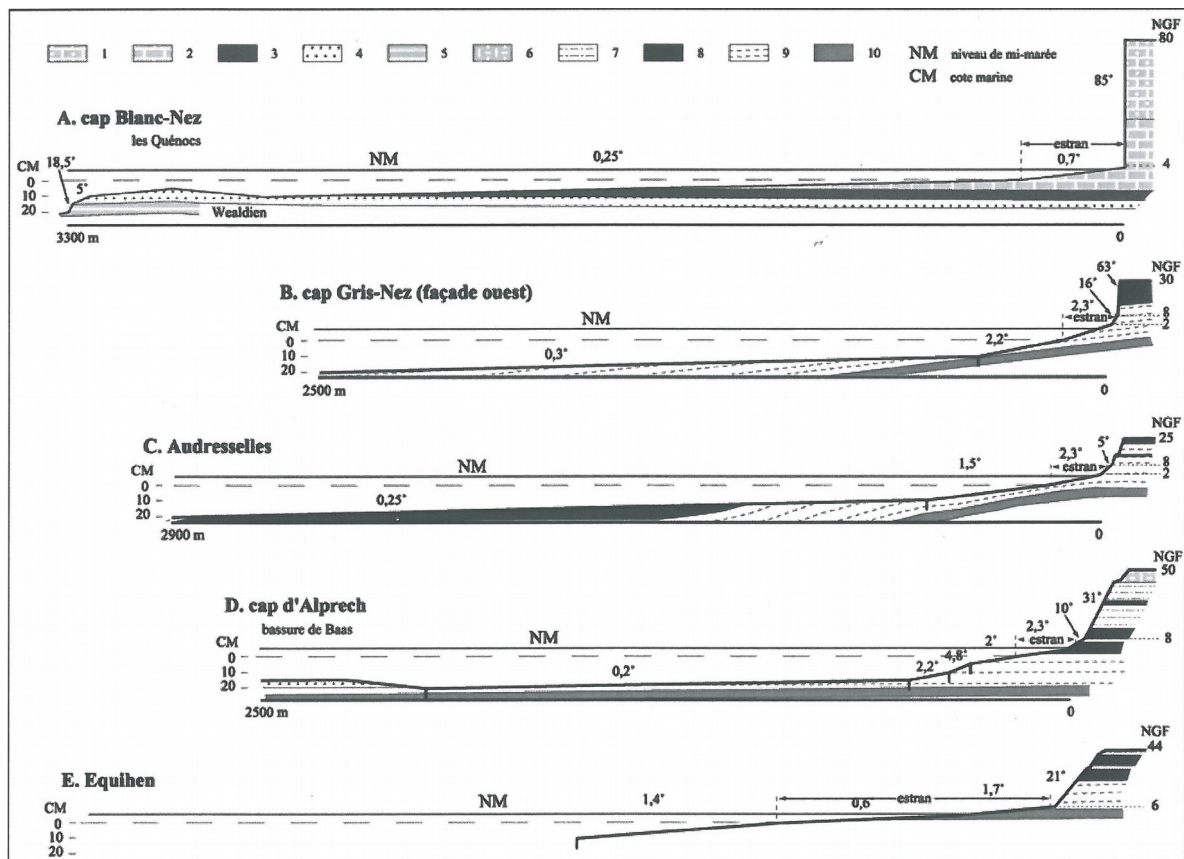 1 2 3 4 5 6 7 8 9 10 NM niveau de mi-marée
CM cote marine
NGF
80
85°
A. cap Blanc-Nez
les Quénocs
estran
CM 18,5° 5° NM 0,25° 0,7° 4
0
10
20
Wealdien
3300 m 0
B. cap Gris-Nez (façade ouest)
NGF
63° 30
16°
2,3°
estran
8
2
CM NM
0
10
20
0,3° 2,2°
2500 m 0
C. Audresselles
NGF
25
5°
2,3°
estran
8
2
CM NM 1,5°
0
10
20
0,25°
2900 m 0
D. cap d'Alprech
bassure de Baas
NGF
50
31°
10°
2,3°
estran
8
CM NM 2°
0
10
20
0,2° 2,2° 4,8°
2500 m 0
E. Equihen
NGF
44
21°
1,7°
estran
0,6°
6
CM NM 1,4°
0
10
20